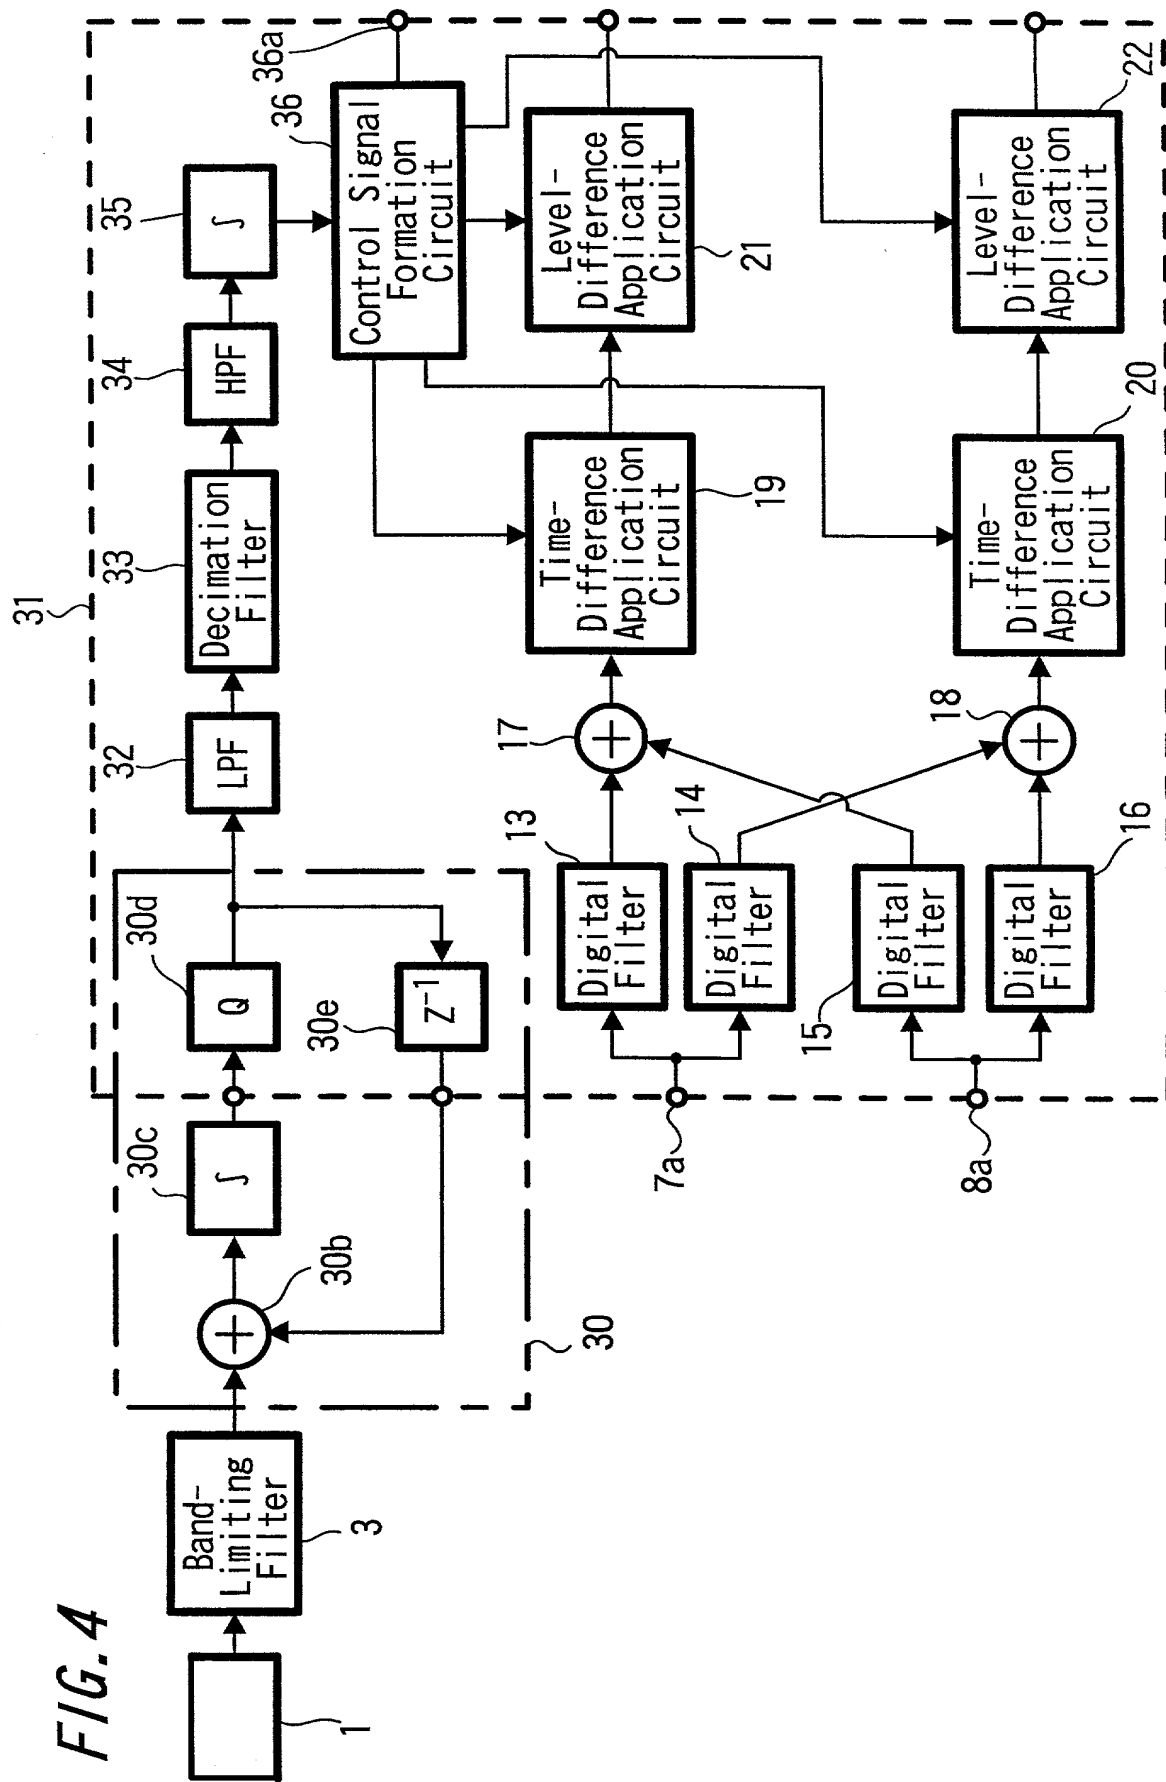 FIG. 4
1
Band-
Limiting
Filter
3
30
30b
30c
∫
30d
Q
30e
Z⁻¹
31
32
LPF
33
Decimation
Filter
34
HPF
35
∫
36
36a
Control Signal
Formation
Circuit
7a
8a
13
Digital
Filter
14
Digital
Filter
15
Digital
Filter
16
Digital
Filter
17
+
18
+
+
19
Time-
Difference
Application
Circuit
20
Time-
Difference
Application
Circuit
21
Level-
Difference
Application
Circuit
22
Level-
Difference
Application
Circuit